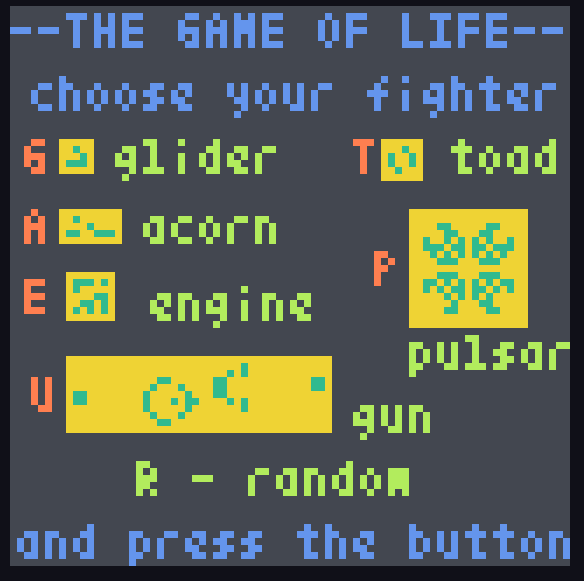 --THE GAME OF LIFE--
choose your fighter
G glider T toad
A acorn
P
E engine
pulsar
U gun
R - random
and press the button